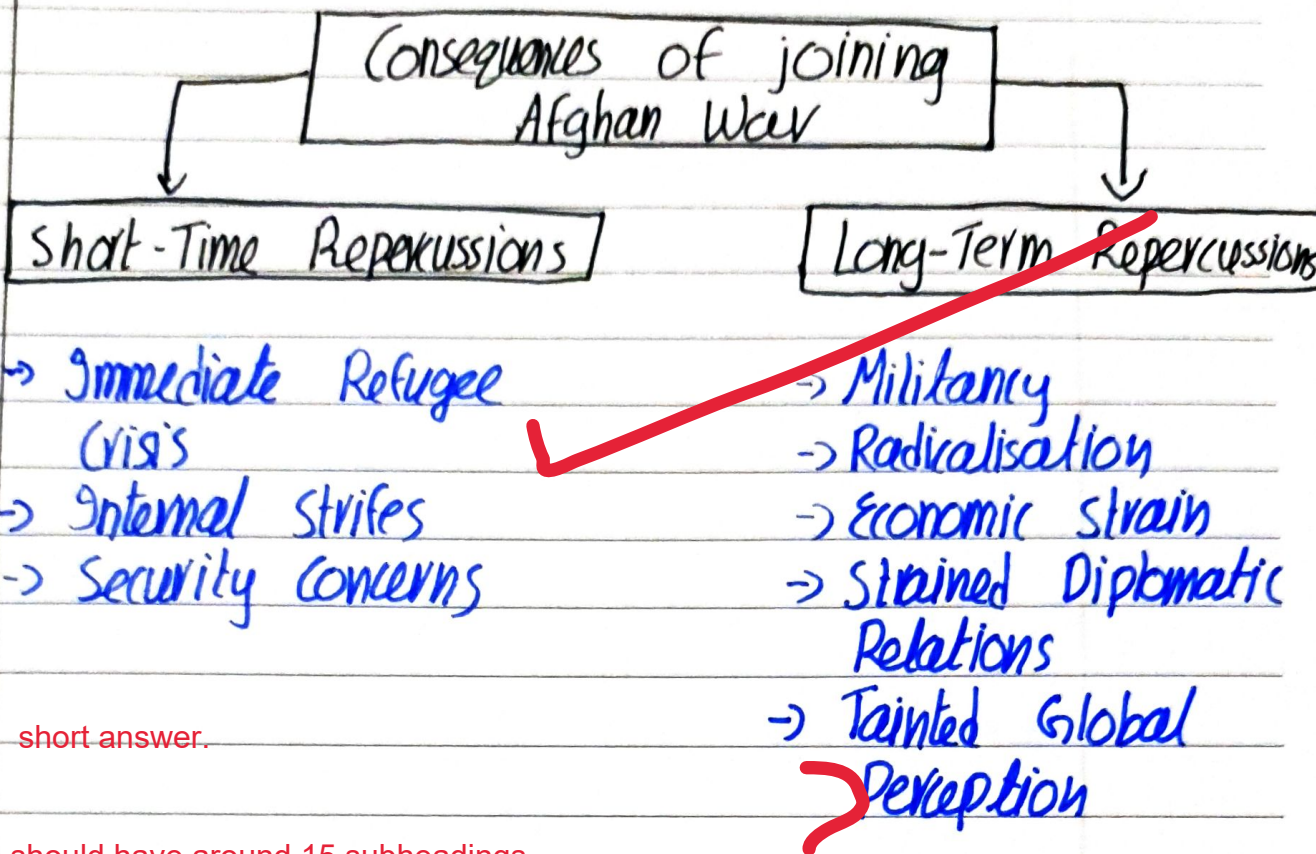 Consequences of joining
Afghan War
Short-Time Repercussions
Long-Term Repercussions
→ Immediate Refugee
Crisis
→ Internal Strifes
→ Security Concerns
→ Militancy
→ Radicalisation
→ Economic Strain
→ Strained Diplomatic
Relations
→ Tainted Global
Perception
short answer.
should have around 15 subheadings